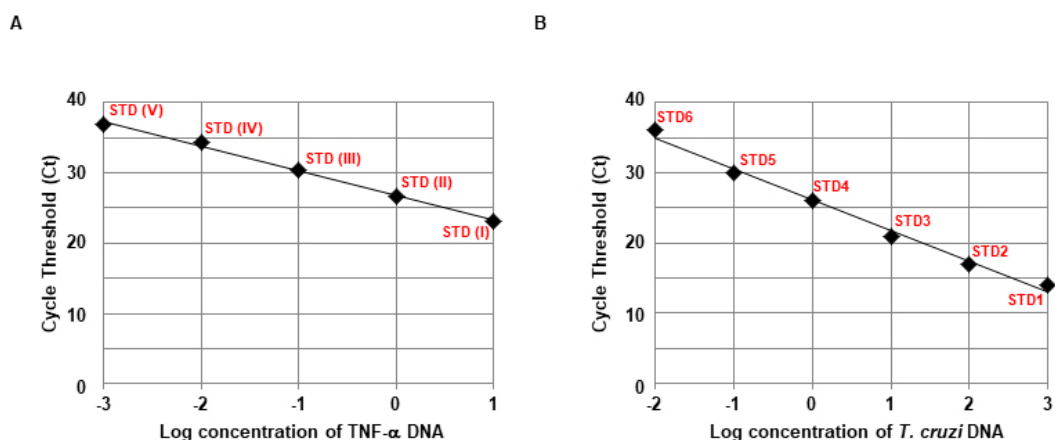 A
B
40
30
20
10
0
Cycle Threshold (Ct)
STD (V)
STD (IV)
STD (III)
STD (II)
STD (I)
-3
-2
-1
0
1
Log concentration of TNF-α DNA
40
30
20
10
0
Cycle Threshold (Ct)
STD6
STD5
STD4
STD3
STD2
STD1
-2
-1
0
1
2
3
Log concentration of T. cruzi DNA